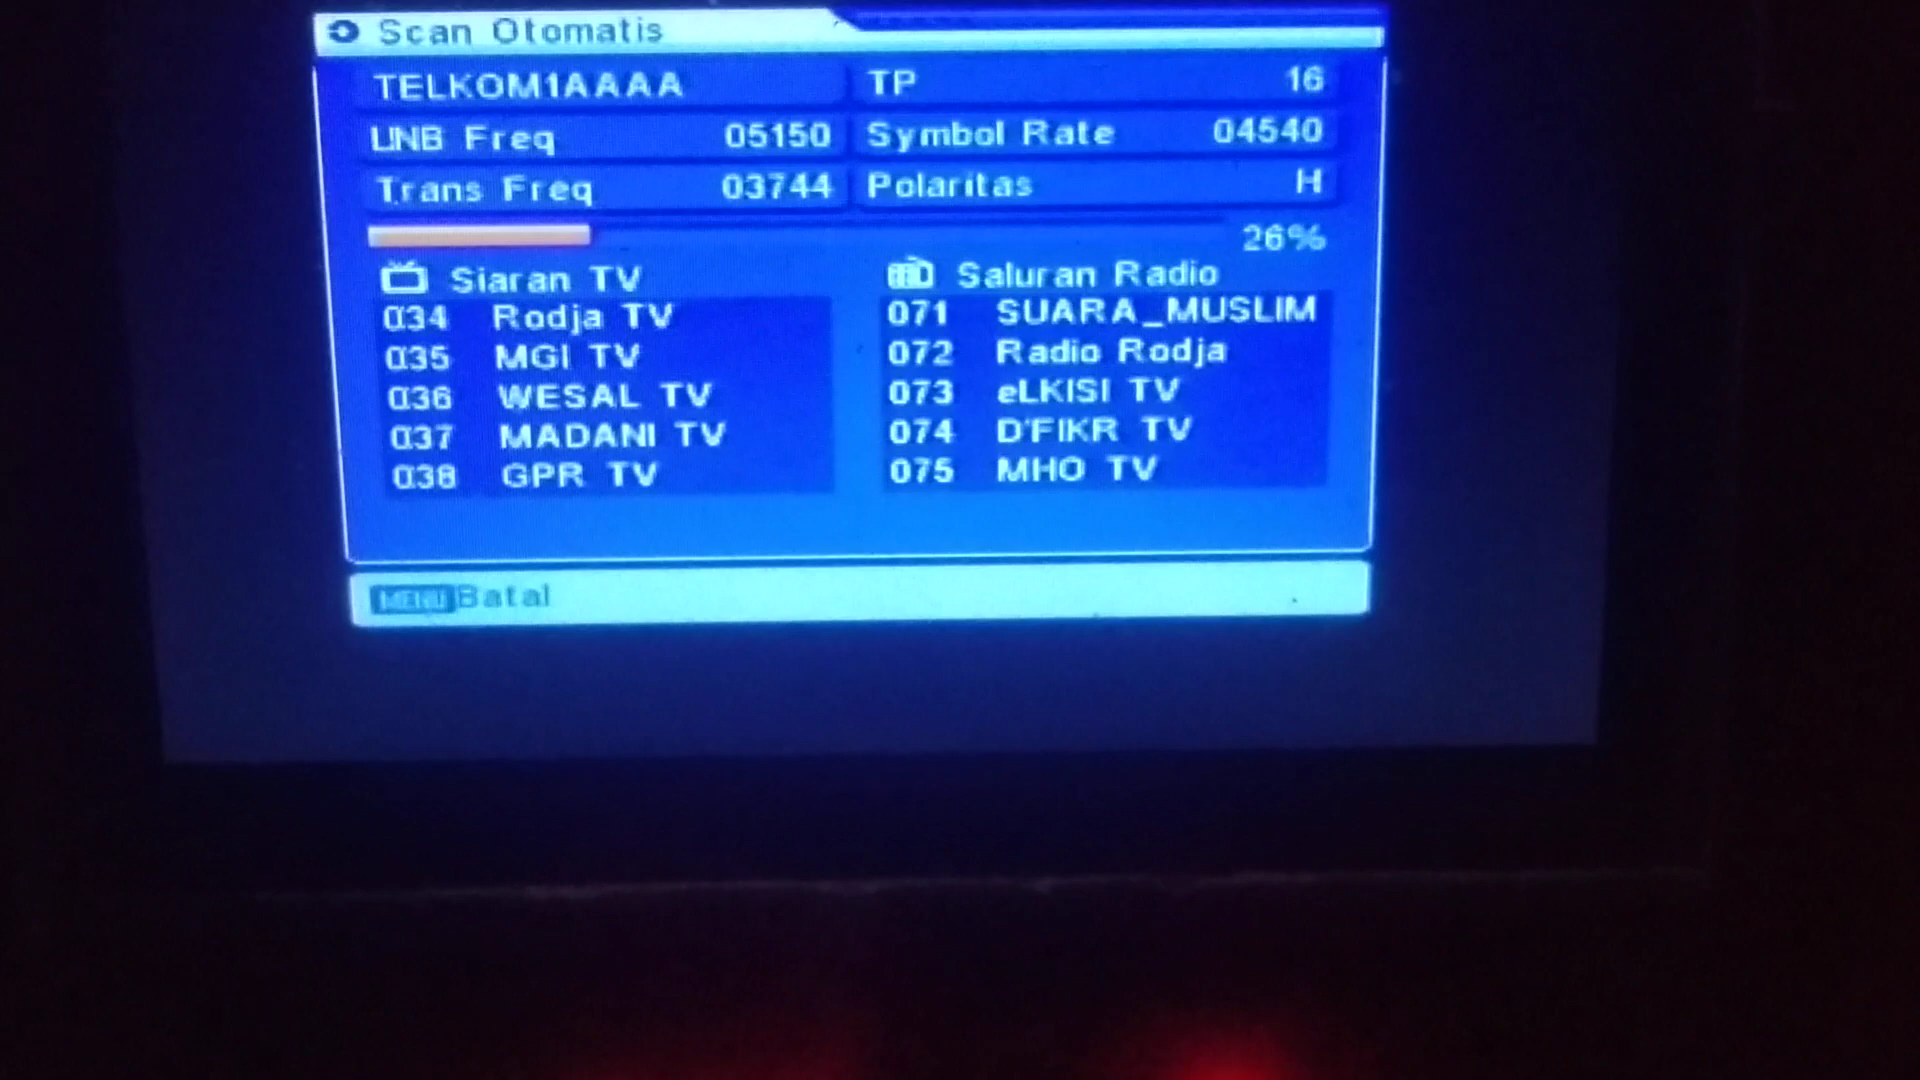 Scan Otomatis
TELKOM1AAAA TP 16
LNB Freq 05150 Symbol Rate 04540
Trans Freq 03744 Polaritas H
26%
Siaran TV
034 Rodja TV
035 MGI TV
036 WESAL TV
037 MADANI TV
038 GPR TV
Saluran Radio
071 SUARA_MUSLIM
072 Radio Rodja
073 eLKISI TV
074 D'FIKR TV
075 MHO TV
MENU Batal